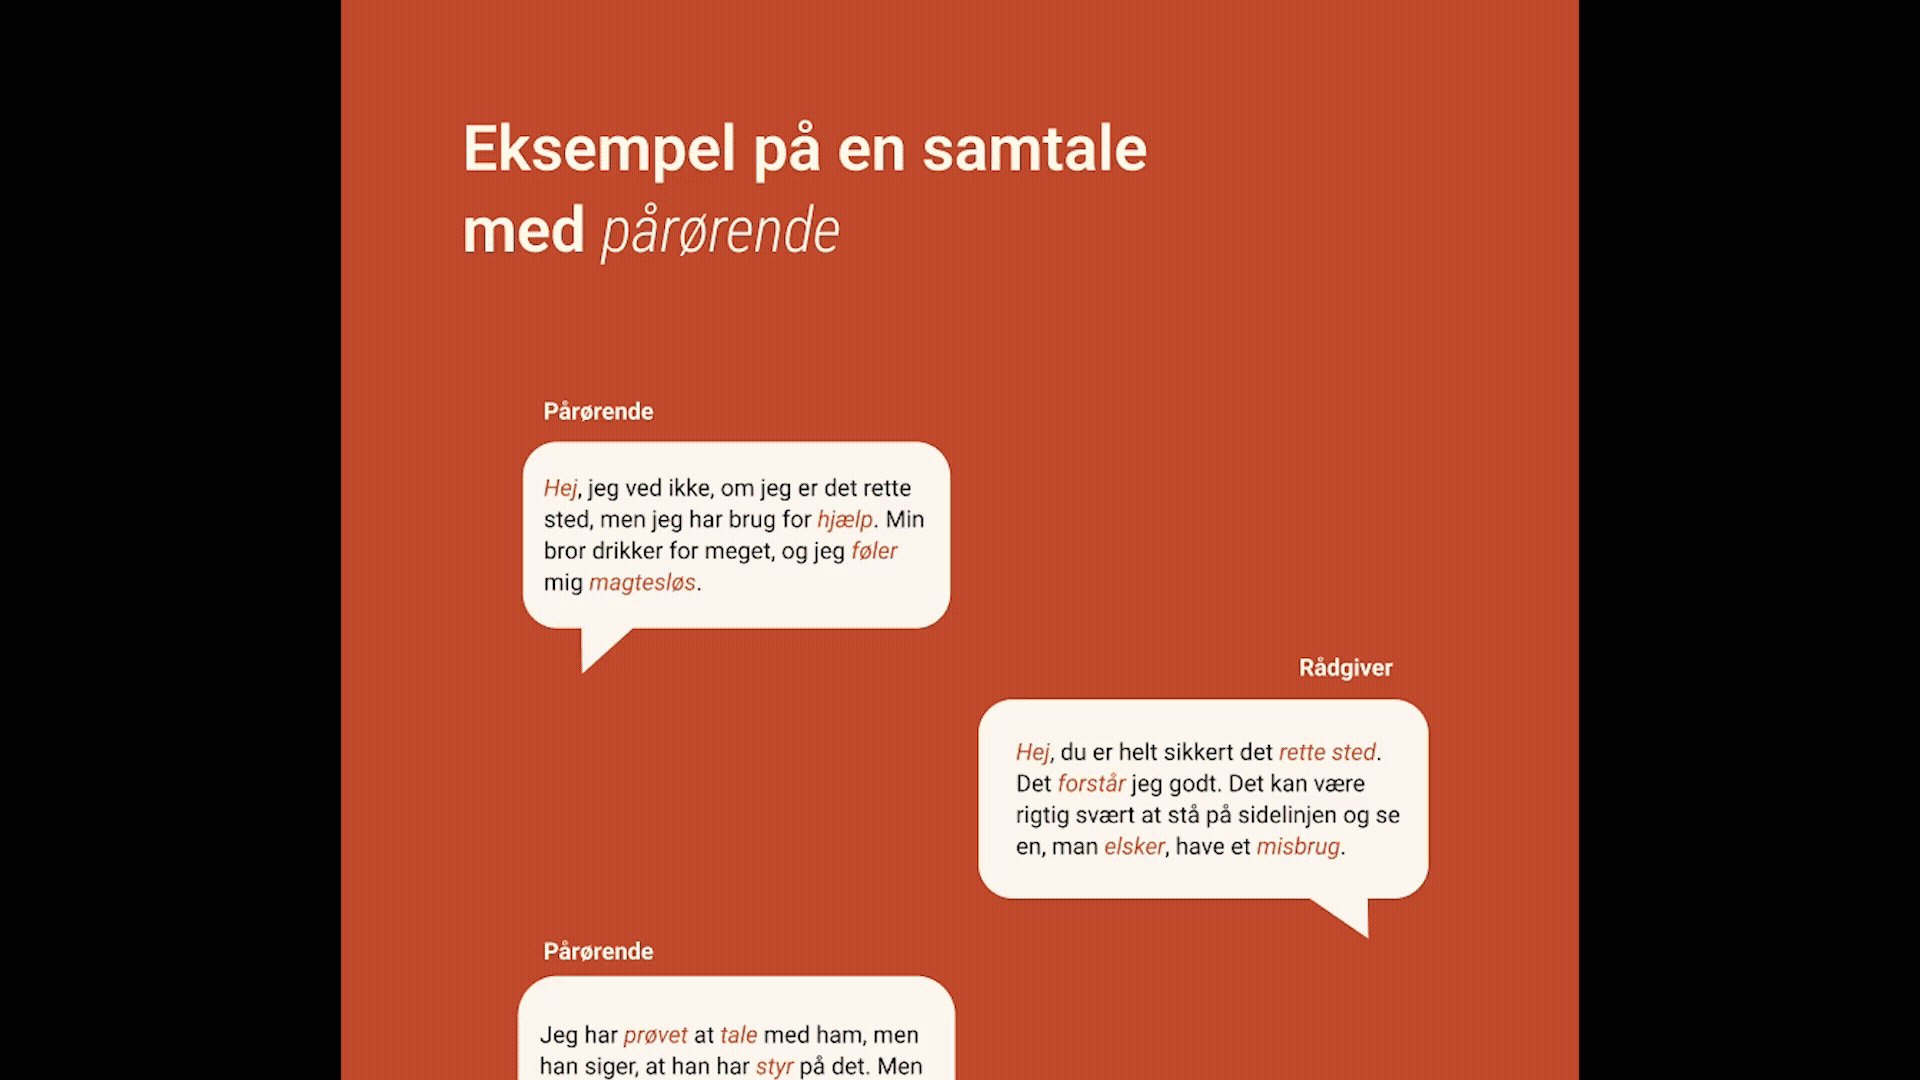 Eksempel på en samtale
med pårørende
Pårørende
Hej, jeg ved ikke, om jeg er det rette
sted, men jeg har brug for hjælp. Min
bror drikker for meget, og jeg føler
mig magtesløs.
Rådgiver
Hej, du er helt sikkert det rette sted.
Det forstår jeg godt. Det kan være
rigtig svært at stå på sidelinjen og se
en, man elsker, have et misbrug.
Pårørende
Jeg har prøvet at tale med ham, men
han siger, at han har styr på det. Men